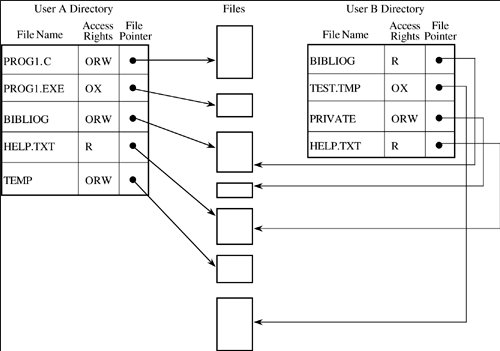 User A Directory
Files
User B Directory
File Name
Access
Rights
File
Pointer
PROG1.C ORW
PROG1.EXE OX
BIBLIOG ORW
HELP.TXT R
TEMP ORW
File Name
Access
Rights
File
Pointer
BIBLIOG R
TEST.TMP OX
PRIVATE ORW
HELP.TXT R